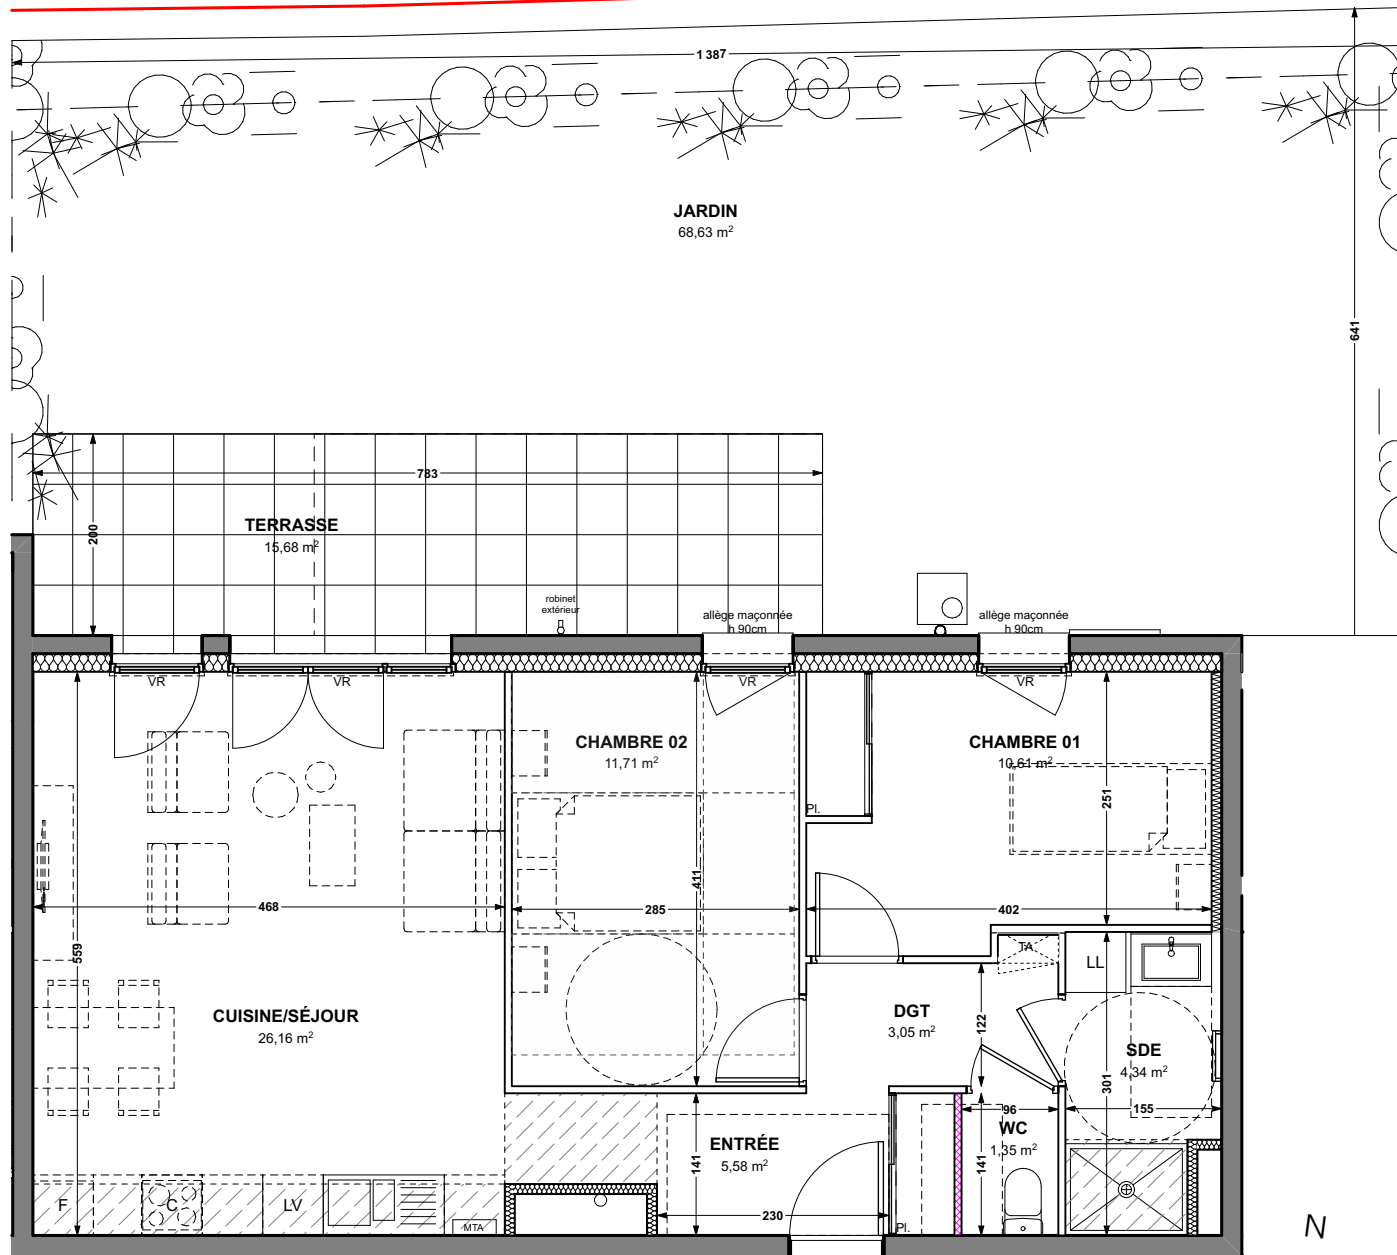 1 387
JARDIN
68,63 m²
641
783
200
TERRASSE
15,68 m²
robinet
extérieur
allège maçonnée
h 90cm
allège maçonnée
h 90cm
VR
VR
VR
VR
CHAMBRE 02
11,71 m²
CHAMBRE 01
10,61 m²
Pl.
251
411
468
285
402
559
TA
LL
CUISINE/SÉJOUR
26,16 m²
DGT
3,05 m²
122
SDE
4,34 m²
301
96
155
WC
1,35 m²
ENTRÉE
5,58 m²
141
141
F
C
LV
MTA
230
Pl.
N